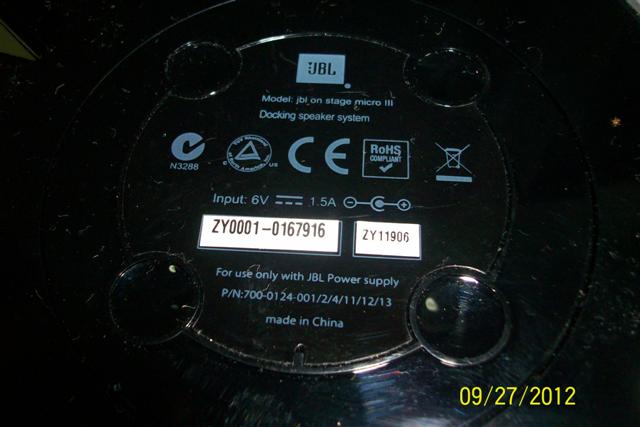 JBL
Model: jbl on stage micro III
Docking speaker system
N3288
C
US
CE
RoHS
COMPLIANT
Input: 6V 1.5A
ZY0001-0167916
ZY11906
For use only with JBL Power supply
P/N:700-0124-001/2/4/11/12/13
made in China
09/27/2012